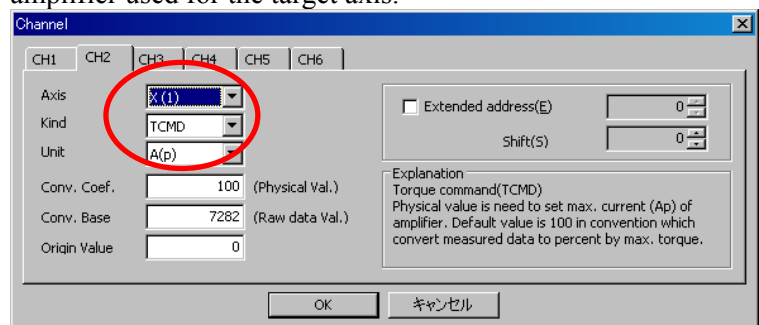 amplifier used for the target axis.
Channel
CH1 CH2 CH3 CH4 CH5 CH6
Axis X (1)
Kind TCMD
Unit A(p)
Conv. Coef. 100 (Physical Val.)
Conv. Base 7282 (Raw data Val.)
Origin Value 0
Extended address(E) 0
Shift(S) 0
Explanation
Torque command(TCMD)
Physical value is need to set max. current (Ap) of
amplifier. Default value is 100 in convention which
convert measured data to percent by max. torque.
OK キャンセル